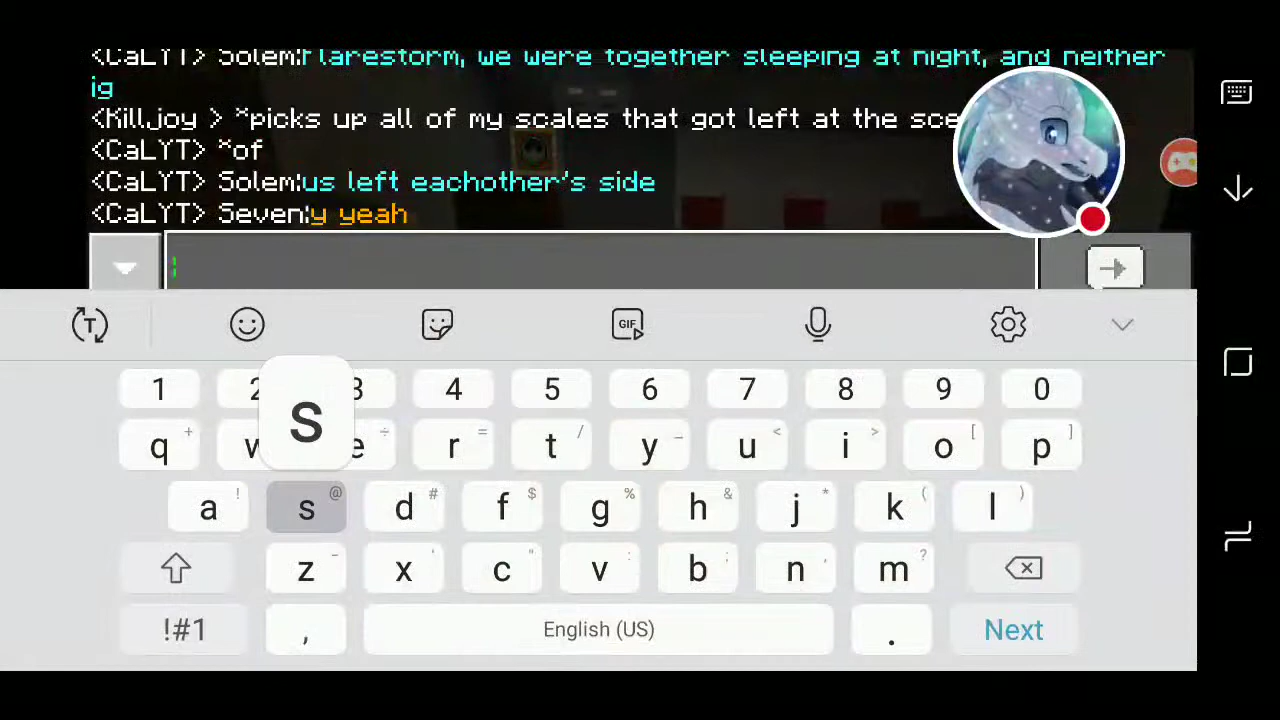 <CaLYT> Solem:Flarestorm, we were together sleeping at night, and neither
ig
<Killjoy > *picks up all of my scales that got left at the sce
<CaLYT> *of
<CaLYT> Solem:us left eachother's side
<CaLYT> Seven:y yeah
T GIF
1 2 3 4 5 6 7 8 9 0
s
q + w e ÷ r = t / y _ u < i > o [ p ]
a ! s @ d # f $ g % h & j * k ( l )
z - x ' c " v : b ; n , m ?
!#1 , English (US) . Next